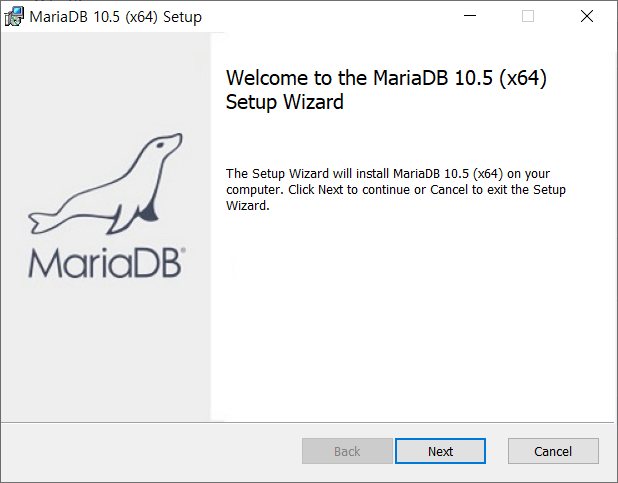 MariaDB 10.5 (x64) Setup
Welcome to the MariaDB 10.5 (x64)
Setup Wizard
The Setup Wizard will install MariaDB 10.5 (x64) on your
computer. Click Next to continue or Cancel to exit the Setup
Wizard.
MariaDB®
Back
Next
Cancel